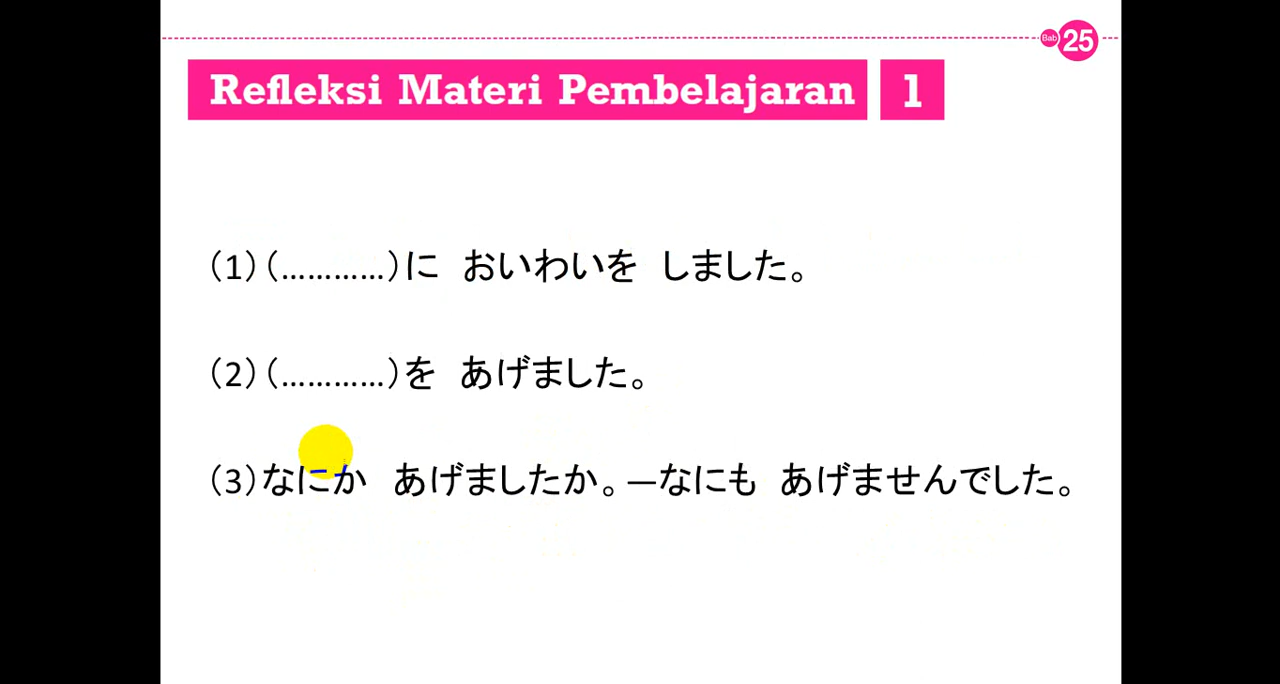 Bab 25
Refleksi Materi Pembelajaran 1
(1)(…………)に おいわいを しました。
(2)(…………)を あげました。
(3)なにか あげましたか。—なにも あげませんでした。